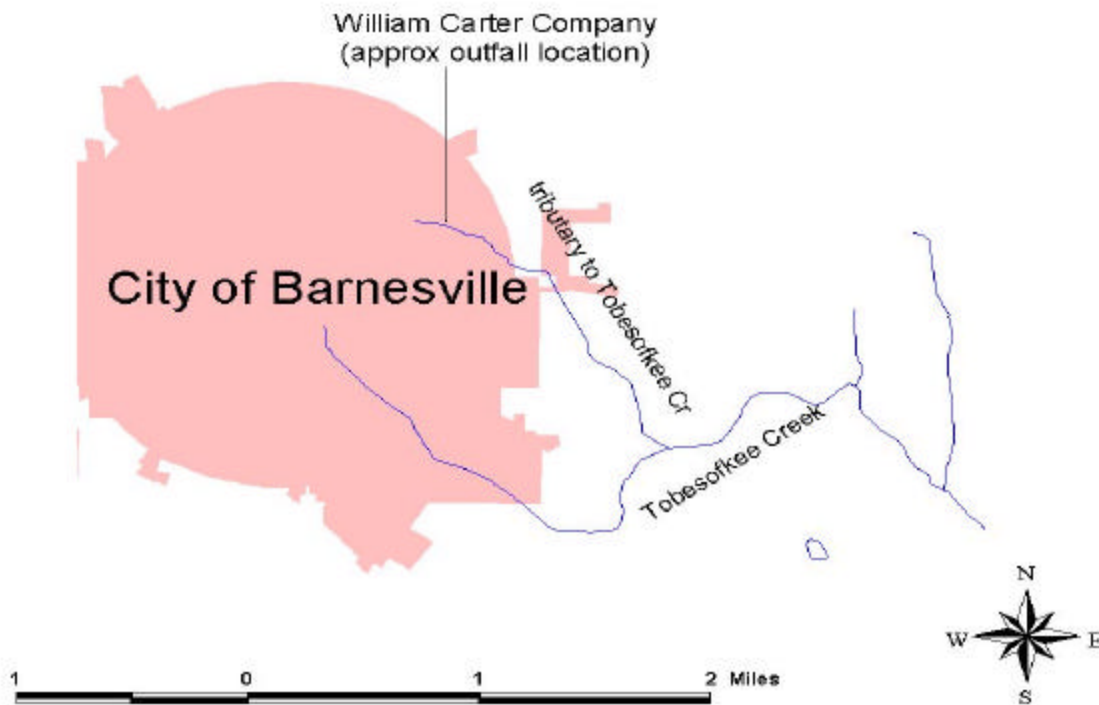 William Carter Company
(approx outfall location)
tributary to Tobesofkee Cr
City of Barnesville
Tobesofkee Creek
N
W E
S
1 0 1 2 Miles